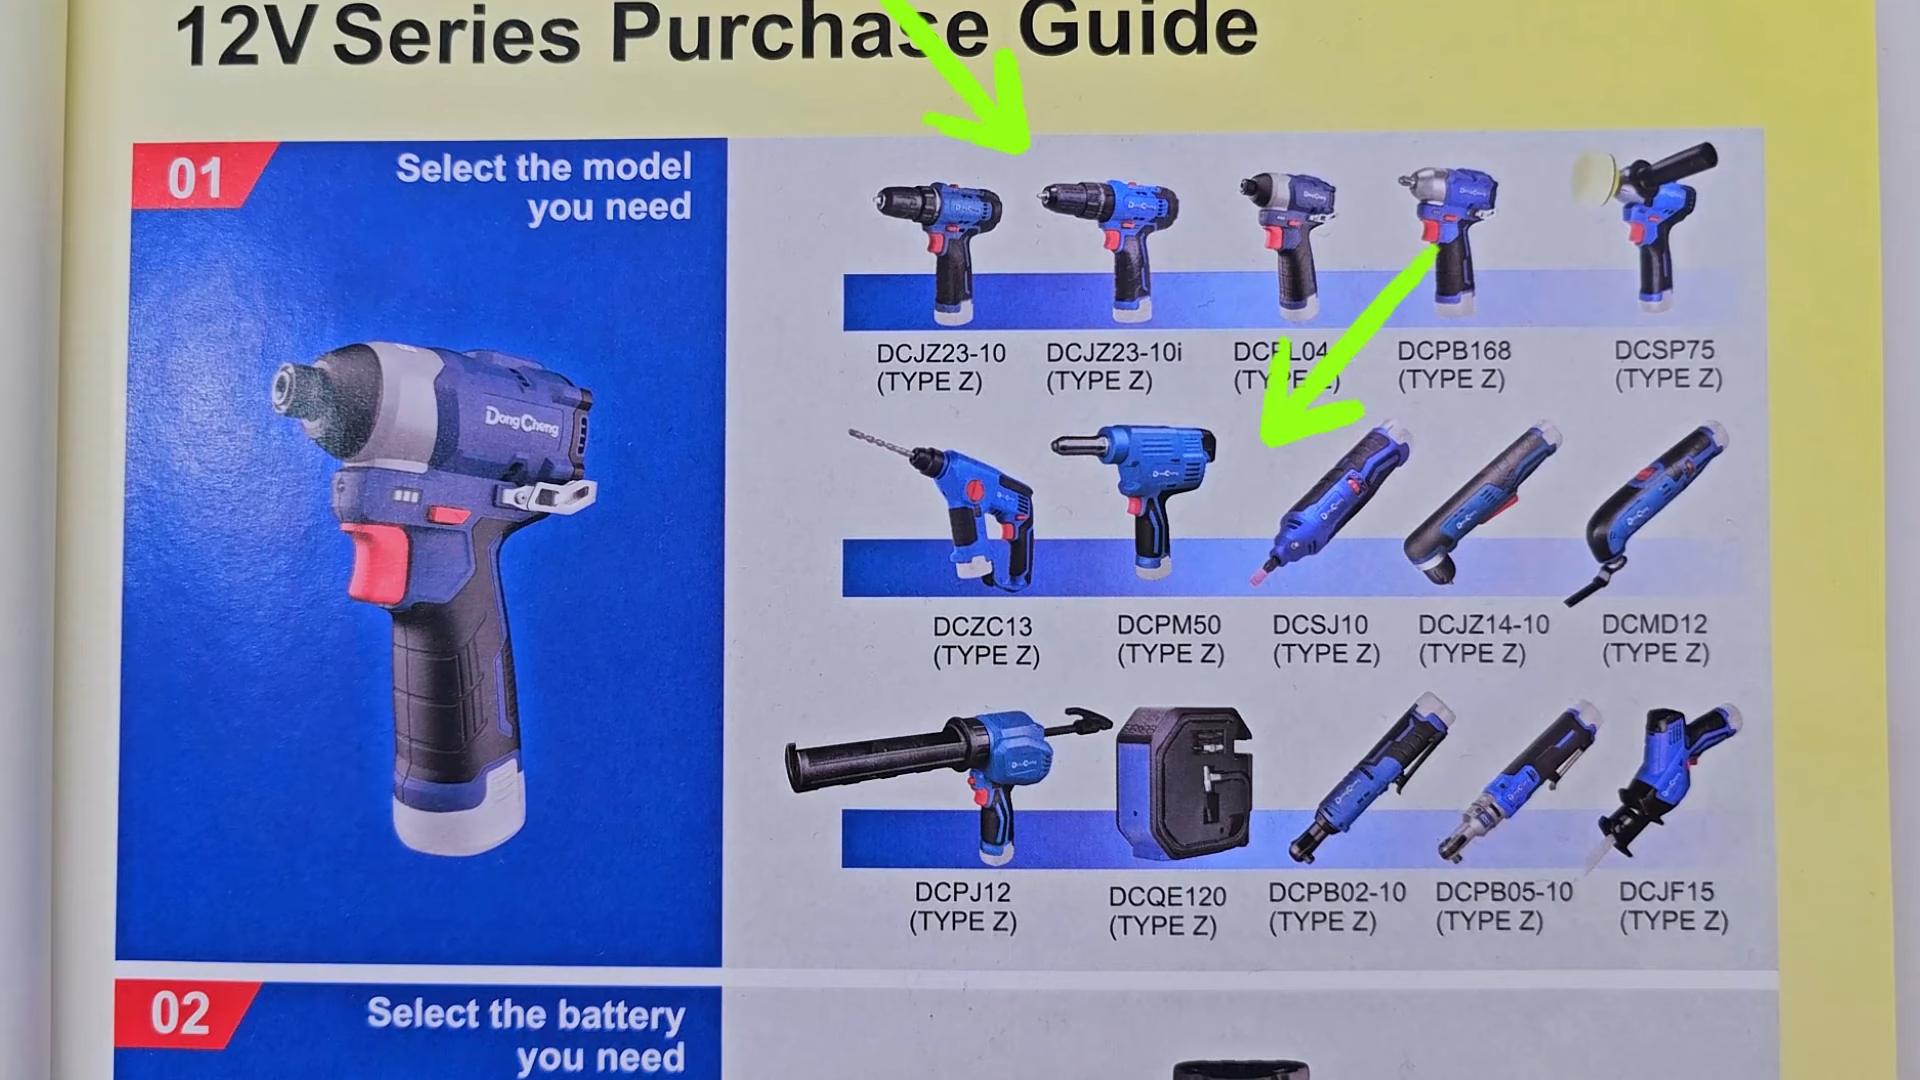 12V Series Purchase Guide
01
Select the model
you need
DongCheng
DCJZ23-10
(TYPE Z)
DCJZ23-10i
(TYPE Z)
DCPB168
(TYPE Z)
DCSP75
(TYPE Z)
DCZC13
(TYPE Z)
DCPM50
(TYPE Z)
DCSJ10
(TYPE Z)
DCJZ14-10
(TYPE Z)
DCMD12
(TYPE Z)
DCPJ12
(TYPE Z)
DCQE120
(TYPE Z)
DCPB02-10
(TYPE Z)
DCPB05-10
(TYPE Z)
DCJF15
(TYPE Z)
02
Select the battery
you need